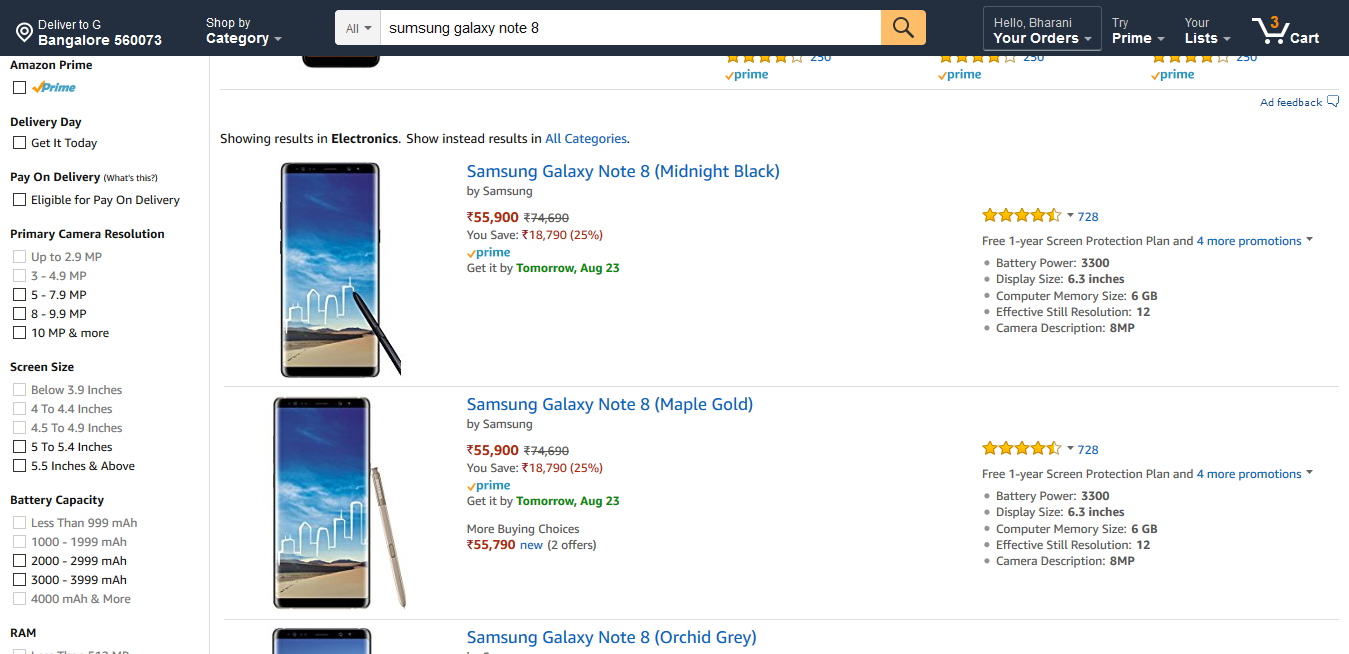 Deliver to G
Bangalore 560073
Shop by
Category
All
sumsung galaxy note 8
Hello, Bharani
Your Orders
Try
Prime
Your
Lists
3
Cart
Amazon Prime
Prime
Delivery Day
Get It Today
Pay On Delivery (What's this?)
Eligible for Pay On Delivery
Primary Camera Resolution
Up to 2.9 MP
3 - 4.9 MP
5 - 7.9 MP
8 - 9.9 MP
10 MP & more
Screen Size
Below 3.9 Inches
4 To 4.4 Inches
4.5 To 4.9 Inches
5 To 5.4 Inches
5.5 Inches & Above
Battery Capacity
Less Than 999 mAh
1000 - 1999 mAh
2000 - 2999 mAh
3000 - 3999 mAh
4000 mAh & More
RAM
Less Than 512 MB
250
prime
250
prime
250
prime
Ad feedback
Showing results in Electronics. Show instead results in All Categories.
Samsung Galaxy Note 8 (Midnight Black)
by Samsung
₹55,900 ₹74,690
You Save: ₹18,790 (25%)
prime
Get it by Tomorrow, Aug 23
728
Free 1-year Screen Protection Plan and 4 more promotions
Battery Power: 3300
Display Size: 6.3 inches
Computer Memory Size: 6 GB
Effective Still Resolution: 12
Camera Description: 8MP
Samsung Galaxy Note 8 (Maple Gold)
by Samsung
₹55,900 ₹74,690
You Save: ₹18,790 (25%)
prime
Get it by Tomorrow, Aug 23
More Buying Choices
₹55,790 new (2 offers)
728
Free 1-year Screen Protection Plan and 4 more promotions
Battery Power: 3300
Display Size: 6.3 inches
Computer Memory Size: 6 GB
Effective Still Resolution: 12
Camera Description: 8MP
Samsung Galaxy Note 8 (Orchid Grey)